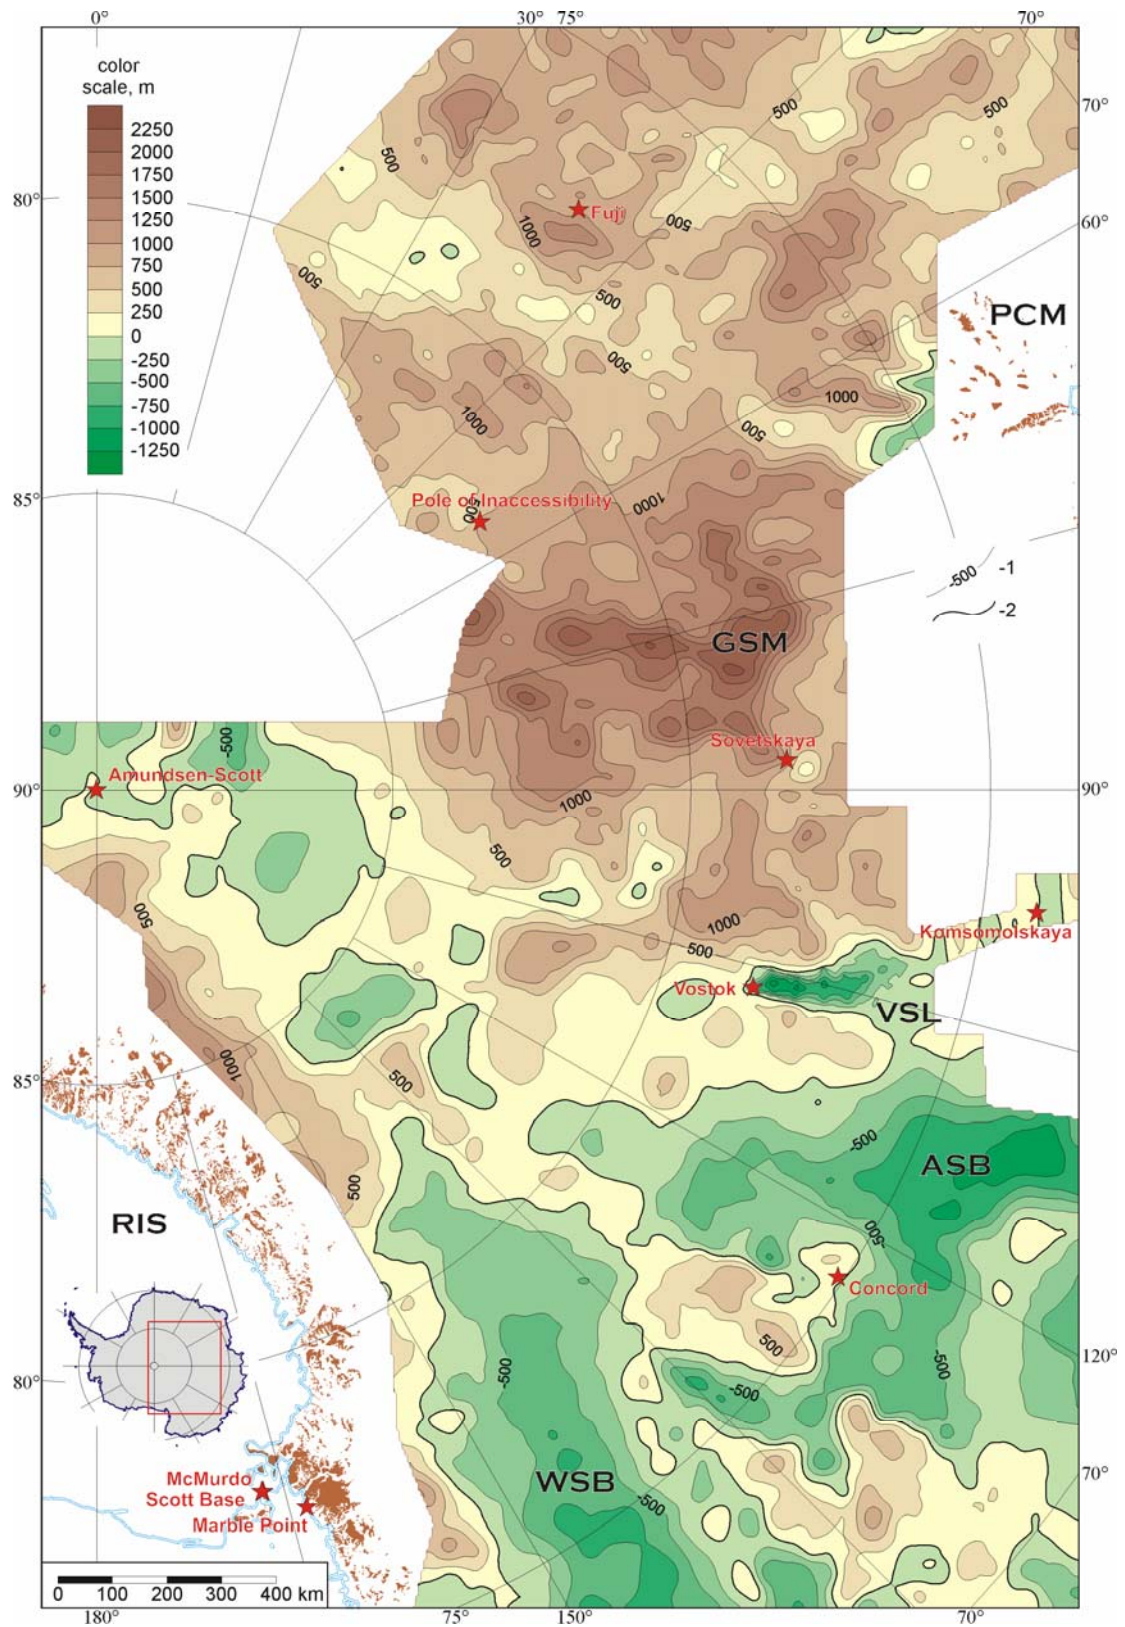 0° 30° 75° 70°
color
scale, m
2250
2000
1750
1500
1250
1000
750
500
250
0
-250
-500
-750
-1000
-1250
500
500
500
70°
80°
Fuji
1000
500
60°
500
500
PCM
500
1000
1000
500
85°
Pole of Inaccessibility
500
1000
-500 -1
-2
GSM
-500
Sovetskaya
Amundsen-Scott
90°
1000
90°
500
500
1000
Komsomolskaya
500
Vostok
VSL
1000
500
85°
-500
ASB
500
RIS
-500
Concord
500
120°
80°
-500
-500
-500
McMurdo
Scott Base
WSB
70°
-500
Marble Point
0 100 200 300 400 km
180° 75° 150° 70°